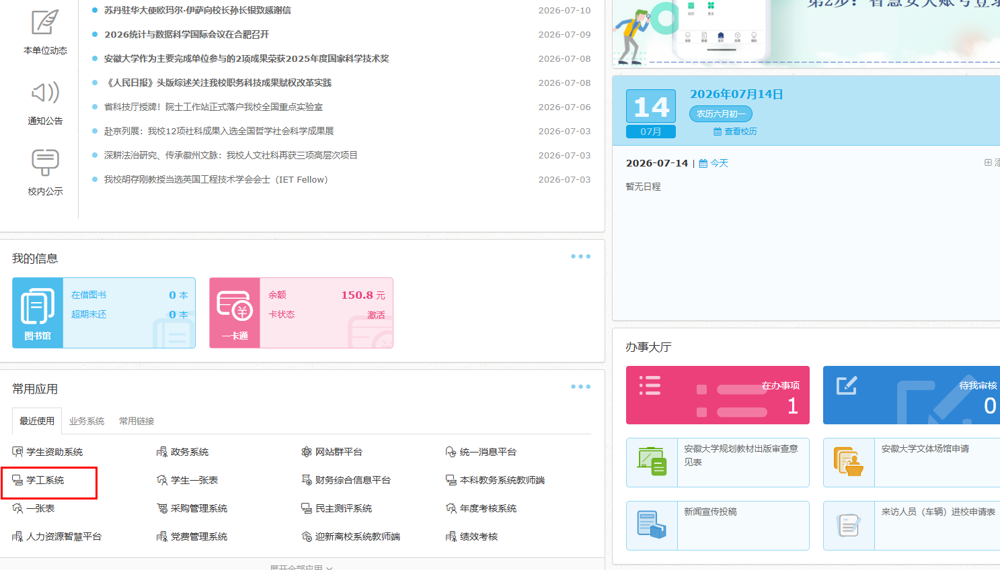 本单位动态
通知公告
校内公示
苏丹驻华大使欧玛尔·伊萨向校长孙长银致感谢信 2026-07-10
2026统计与数据科学国际会议在合肥召开 2026-07-09
安徽大学作为主要完成单位参与的2项成果荣获2025年度国家科学技术奖 2026-07-08
《人民日报》头版综述关注我校职务科技成果赋权改革实践 2026-07-08
省科技厅授牌！院士工作站正式落户我校全国重点实验室 2026-07-06
赴京列展：我校12项社科成果入选全国哲学社会科学成果展 2026-07-03
深耕法治研究、传承徽州文脉：我校人文社科再获三项高层次项目 2026-07-03
我校胡存刚教授当选英国工程技术学会会士（IET Fellow） 2026-07-03
我的信息
图书馆
在借图书 0 本
超期未还 0 本
一卡通
余额 150.8 元
卡状态 激活
常用应用
最近使用 业务系统 常用链接
学生资助系统 政务系统 网站群平台 统一消息平台
学工系统 学生一张表 财务综合信息平台 本科教务系统教师端
一张表 采购管理系统 民主测评系统 年度考核系统
人力资源智慧平台 党费管理系统 迎新离校系统教师端 绩效考核
展开全部应用
第2步：智慧安大账号登录
14
07月
2026年07月14日
农历六月初一
查看校历
2026-07-14 | 今天
暂无日程
办事大厅
在办事项
1
待我审核
0
安徽大学规划教材出版审查意
见表
安徽大学文体场馆申请
新闻宣传投稿
来访人员（车辆）进校申请表